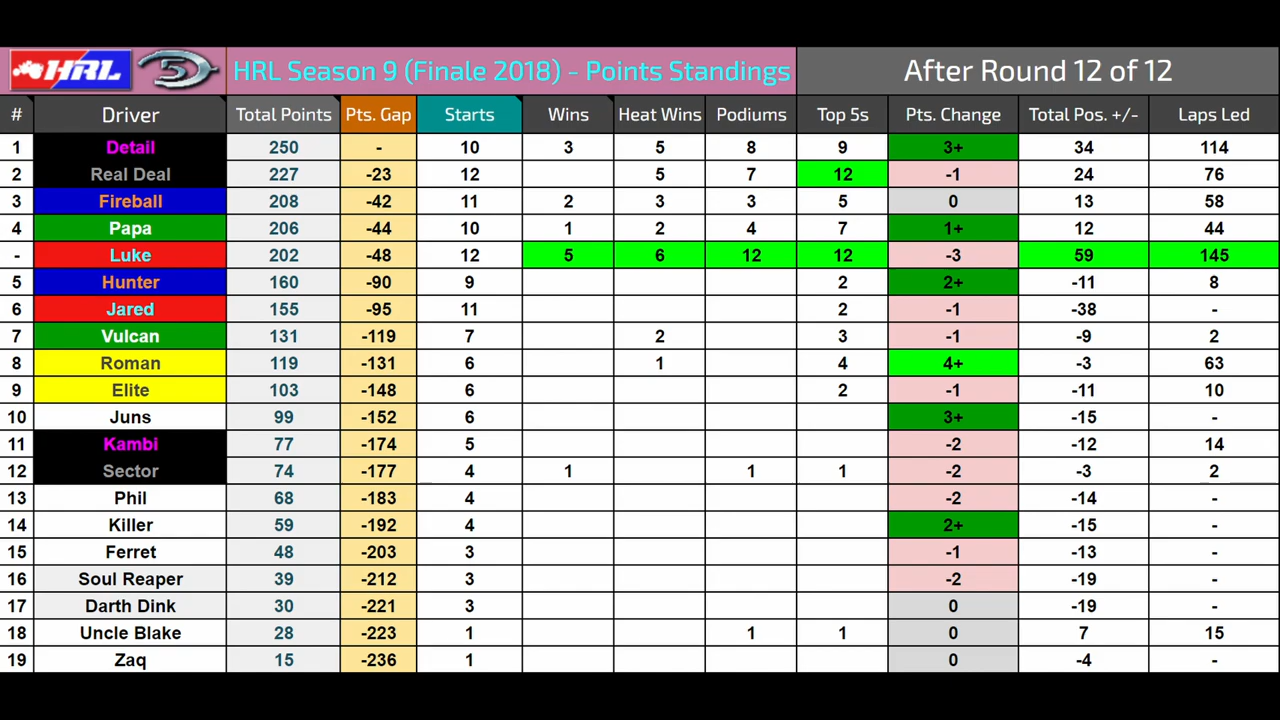 HRL 5 HRL Season 9 (Finale 2018) - Points Standings After Round 12 of 12
# Driver Total Points Pts. Gap Starts Wins Heat Wins Podiums Top 5s Pts. Change Total Pos. +/- Laps Led
1 Detail 250 - 10 3 5 8 9 3+ 34 114
2 Real Deal 227 -23 12 5 7 12 -1 24 76
3 Fireball 208 -42 11 2 3 3 5 0 13 58
4 Papa 206 -44 10 1 2 4 7 1+ 12 44
- Luke 202 -48 12 5 6 12 12 -3 59 145
5 Hunter 160 -90 9 2 2+ -11 8
6 Jared 155 -95 11 2 -1 -38 -
7 Vulcan 131 -119 7 2 3 -1 -9 2
8 Roman 119 -131 6 1 4 4+ -3 63
9 Elite 103 -148 6 2 -1 -11 10
10 Juns 99 -152 6 3+ -15 -
11 Kambi 77 -174 5 -2 -12 14
12 Sector 74 -177 4 1 1 1 -2 -3 2
13 Phil 68 -183 4 -2 -14 -
14 Killer 59 -192 4 2+ -15 -
15 Ferret 48 -203 3 -1 -13 -
16 Soul Reaper 39 -212 3 -2 -19 -
17 Darth Dink 30 -221 3 0 -19 -
18 Uncle Blake 28 -223 1 1 1 0 7 15
19 Zaq 15 -236 1 0 -4 -